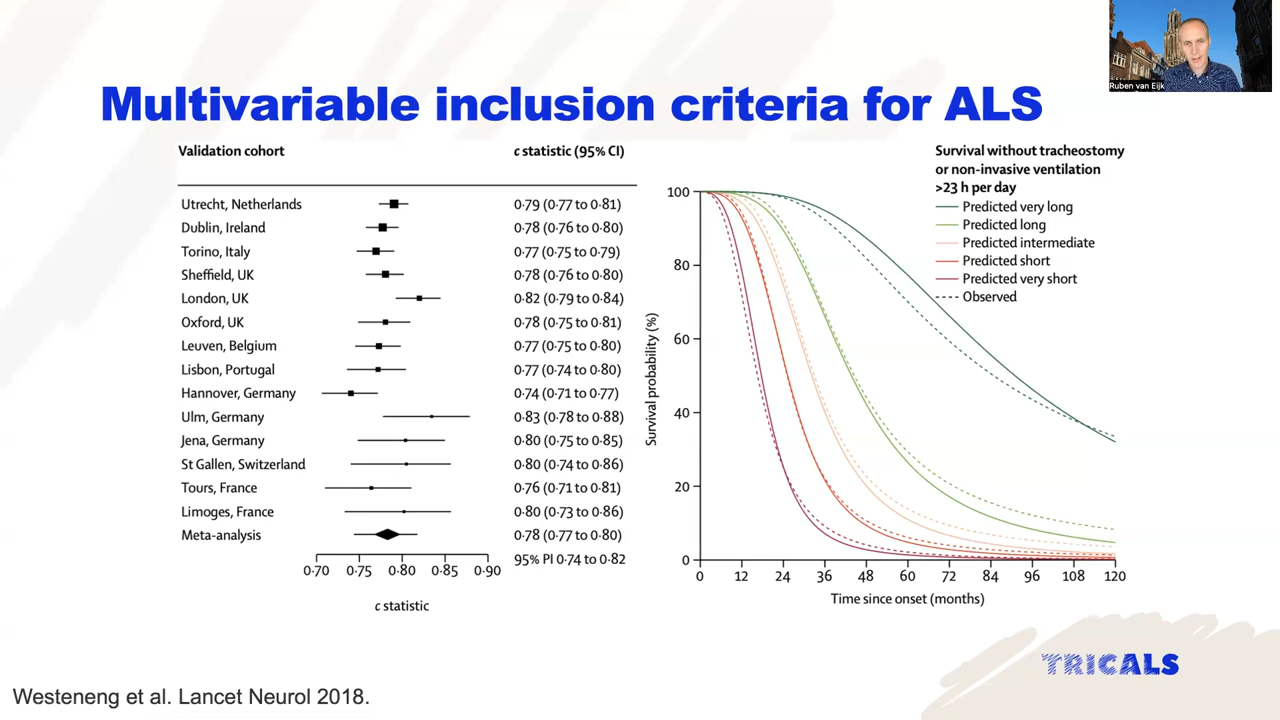 Ruben van Eijk
Multivariable inclusion criteria for ALS
Validation cohort
c statistic (95% CI)
Utrecht, Netherlands 0·79 (0·77 to 0·81)
Dublin, Ireland 0·78 (0·76 to 0·80)
Torino, Italy 0·77 (0·75 to 0·79)
Sheffield, UK 0·78 (0·76 to 0·80)
London, UK 0·82 (0·79 to 0·84)
Oxford, UK 0·78 (0·75 to 0·81)
Leuven, Belgium 0·77 (0·75 to 0·80)
Lisbon, Portugal 0·77 (0·74 to 0·80)
Hannover, Germany 0·74 (0·71 to 0·77)
Ulm, Germany 0·83 (0·78 to 0·88)
Jena, Germany 0·80 (0·75 to 0·85)
St Gallen, Switzerland 0·80 (0·74 to 0·86)
Tours, France 0·76 (0·71 to 0·81)
Limoges, France 0·80 (0·73 to 0·86)
Meta-analysis 0·78 (0·77 to 0·80)
95% PI 0·74 to 0·82
0·70 0·75 0·80 0·85 0·90
c statistic
Survival without tracheostomy
or non-invasive ventilation
>23 h per day
Predicted very long
Predicted long
Predicted intermediate
Predicted short
Predicted very short
Observed
Survival probability (%)
100
80
60
40
20
0
0 12 24 36 48 60 72 84 96 108 120
Time since onset (months)
TRICALS
Westeneng et al. Lancet Neurol 2018.